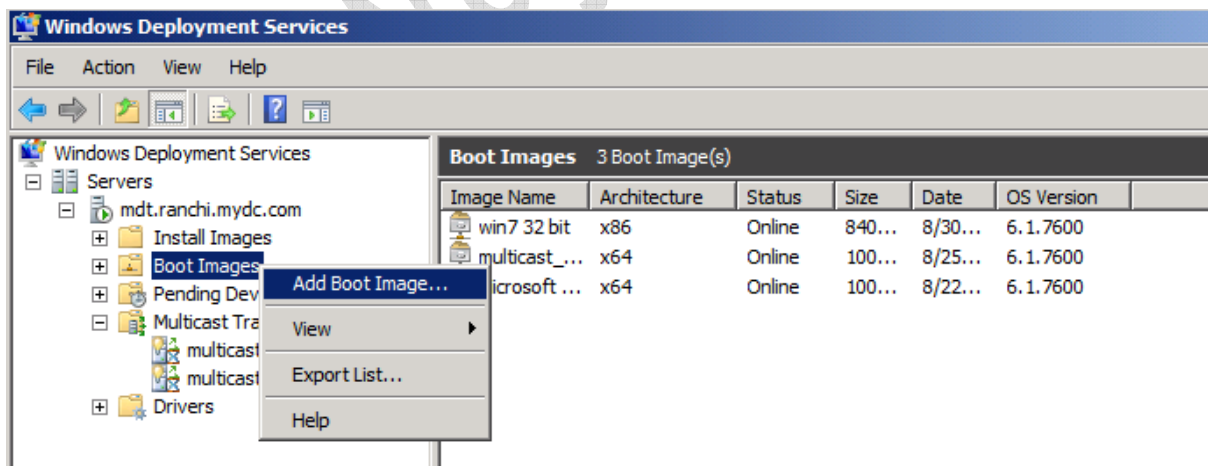 Windows Deployment Services
File Action View Help
Windows Deployment Services
Servers
mdt.ranchi.mydc.com
Install Images
Boot Images
Pending Dev
Multicast Tra
multicast
multicast
Drivers
Add Boot Image...
View
Export List...
Help
Boot Images 3 Boot Image(s)
Image Name Architecture Status Size Date OS Version
win7 32 bit x86 Online 840... 8/30... 6.1.7600
multicast_... x64 Online 100... 8/25... 6.1.7600
icrosoft ... x64 Online 100... 8/22... 6.1.7600